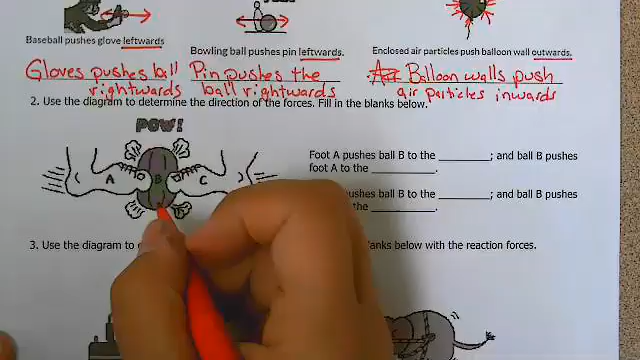 Baseball pushes glove leftwards
Bowling ball pushes pin leftwards.
Enclosed air particles push balloon wall outwards.
Gloves pushes ball rightwards
Pin pushes the ball rightwards
Balloon walls push air particles inwards
2. Use the diagram to determine the direction of the forces. Fill in the blanks below.
POW!
A
B
C
Foot A pushes ball B to the ________; and ball B pushes
foot A to the ________.
pushes ball B to the ________; and ball B pushes
the ________.
3. Use the diagram to
blanks below with the reaction forces.